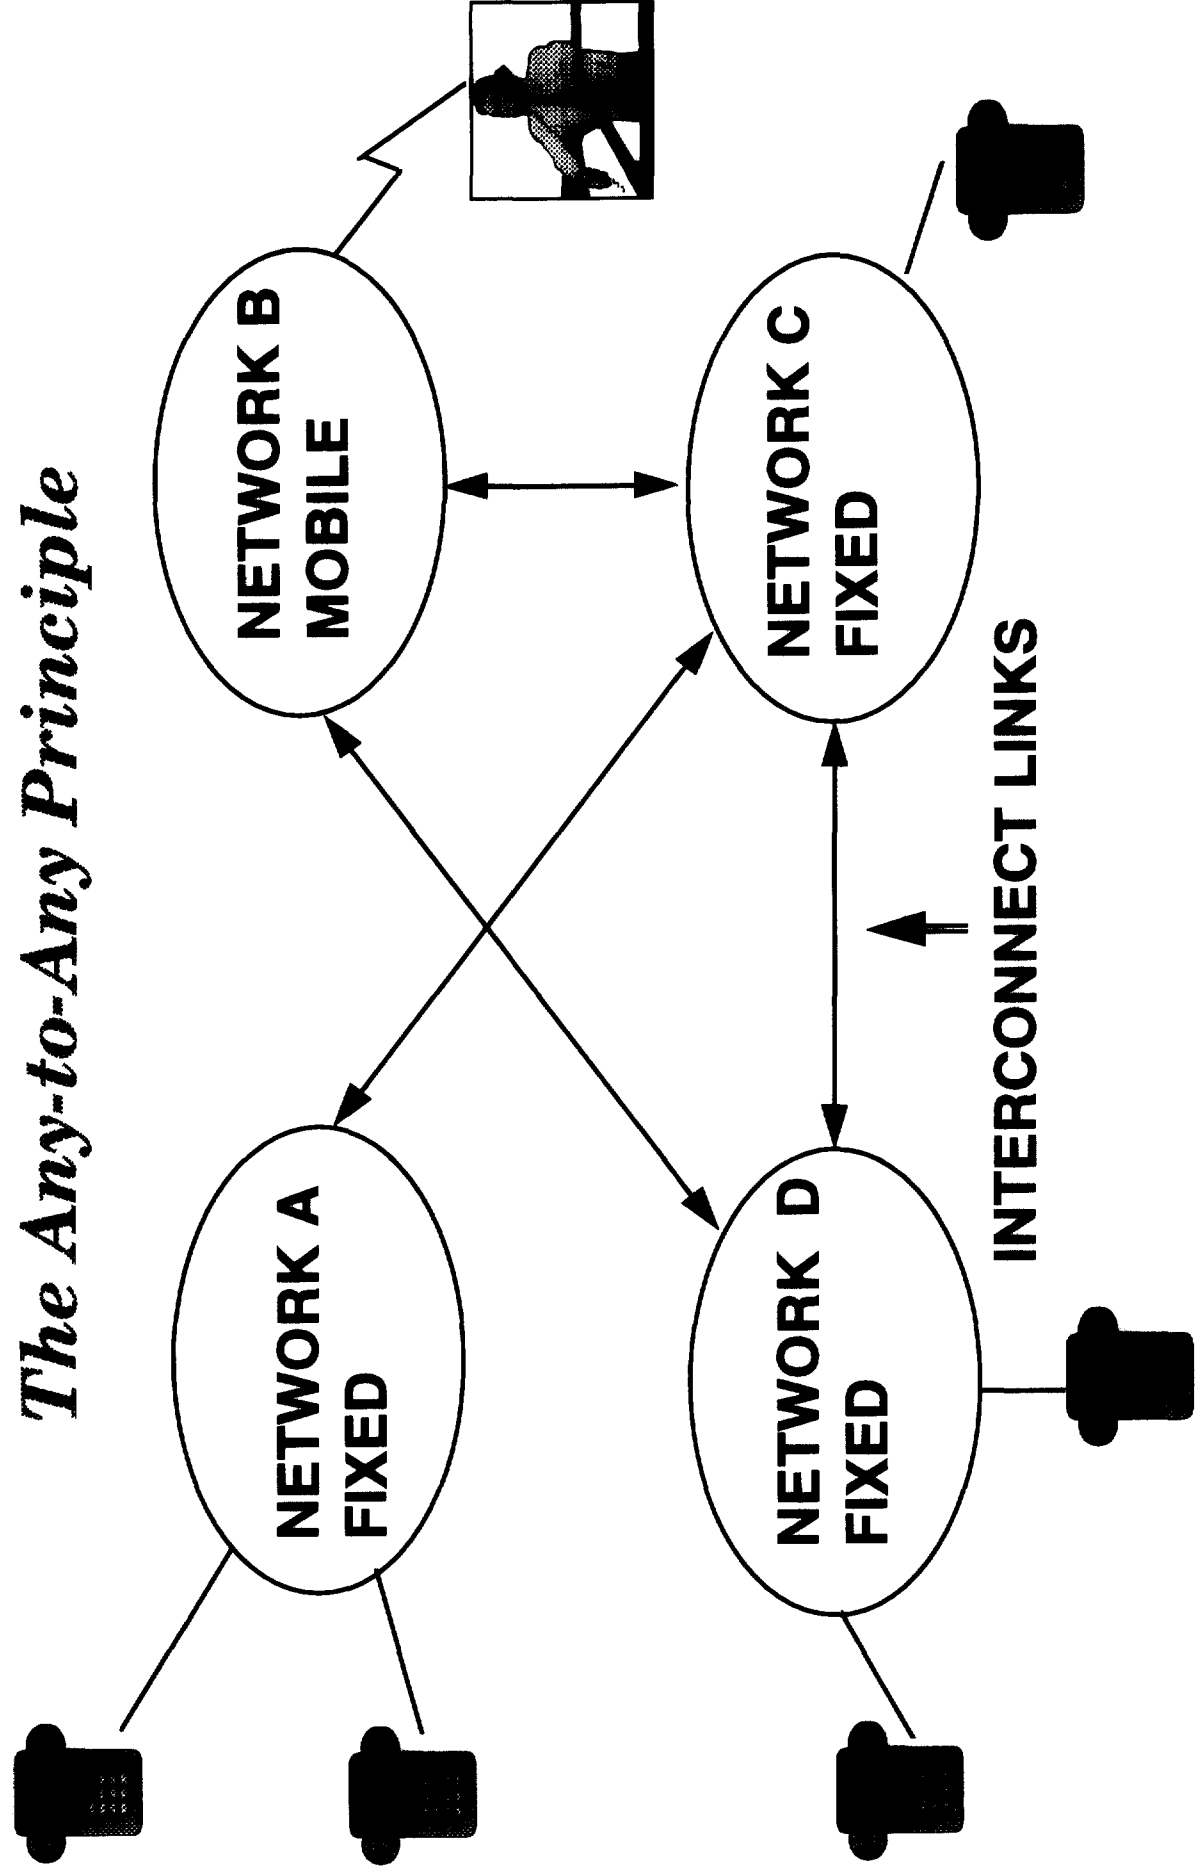 The Any-to-Any Principle
NETWORK A
FIXED
NETWORK B
MOBILE
NETWORK D
FIXED
NETWORK C
FIXED
INTERCONNECT LINKS